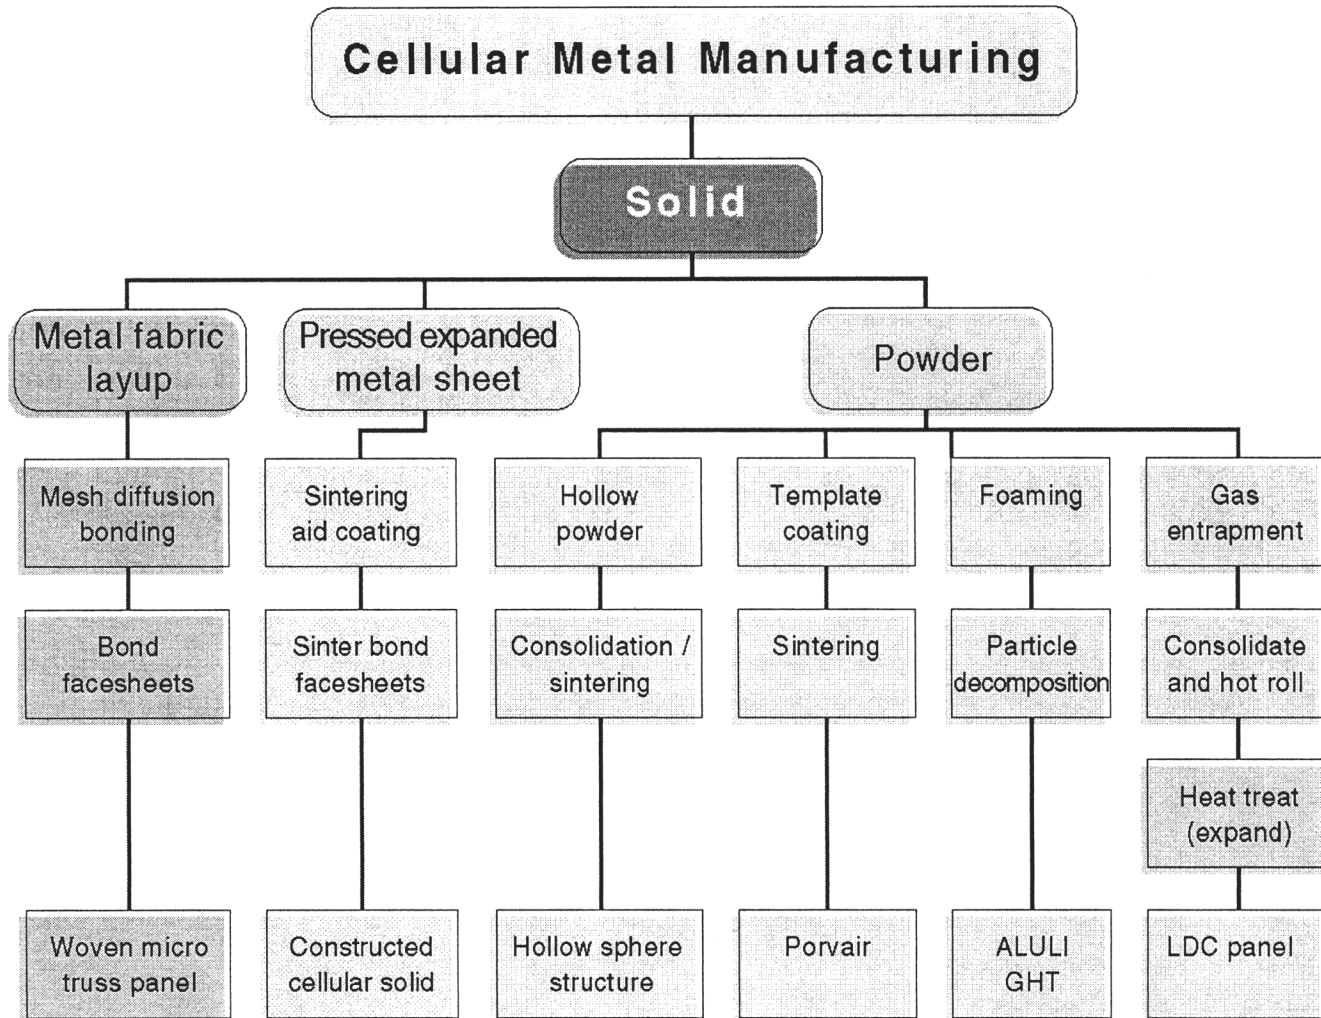 Cellular Metal Manufacturing
Solid
Metal fabric
layup
Pressed expanded
metal sheet
Powder
Mesh diffusion
bonding
Sintering
aid coating
Hollow
powder
Template
coating
Foaming
Gas
entrapment
Bond
facesheets
Sinter bond
facesheets
Consolidation /
sintering
Sintering
Particle
decomposition
Consolidate
and hot roll
Heat treat
(expand)
Woven micro
truss panel
Constructed
cellular solid
Hollow sphere
structure
Porvair
ALULI
GHT
LDC panel